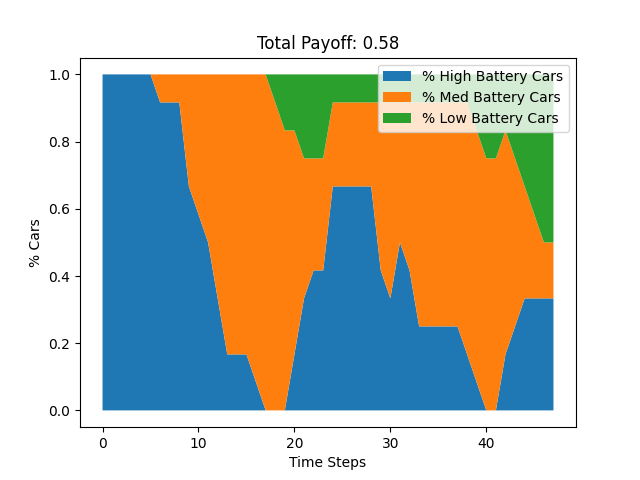 Total Payoff: 0.58
% High Battery Cars
% Med Battery Cars
% Low Battery Cars
% Cars
1.0
0.8
0.6
0.4
0.2
0.0
0
10
20
30
40
Time Steps